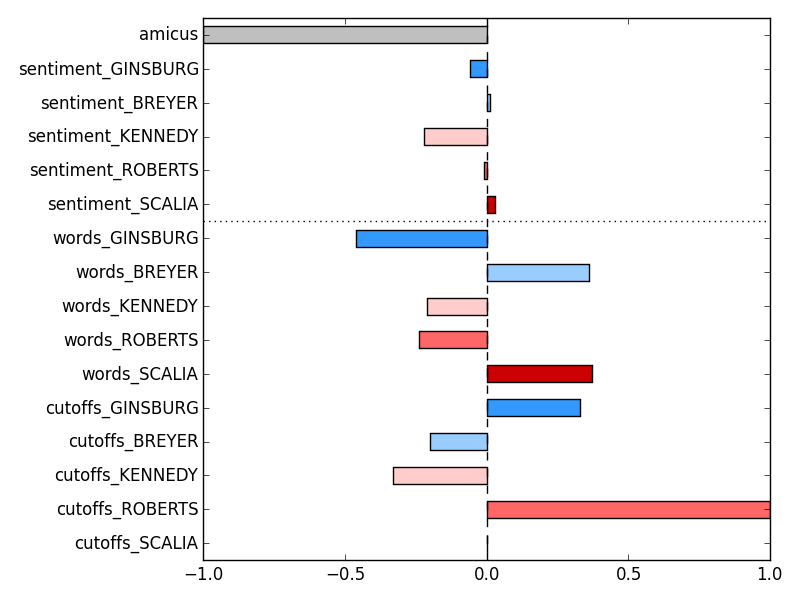 amicus
sentiment_GINSBURG
sentiment_BREYER
sentiment_KENNEDY
sentiment_ROBERTS
sentiment_SCALIA
words_GINSBURG
words_BREYER
words_KENNEDY
words_ROBERTS
words_SCALIA
cutoffs_GINSBURG
cutoffs_BREYER
cutoffs_KENNEDY
cutoffs_ROBERTS
cutoffs_SCALIA
−1.0 −0.5 0.0 0.5 1.0